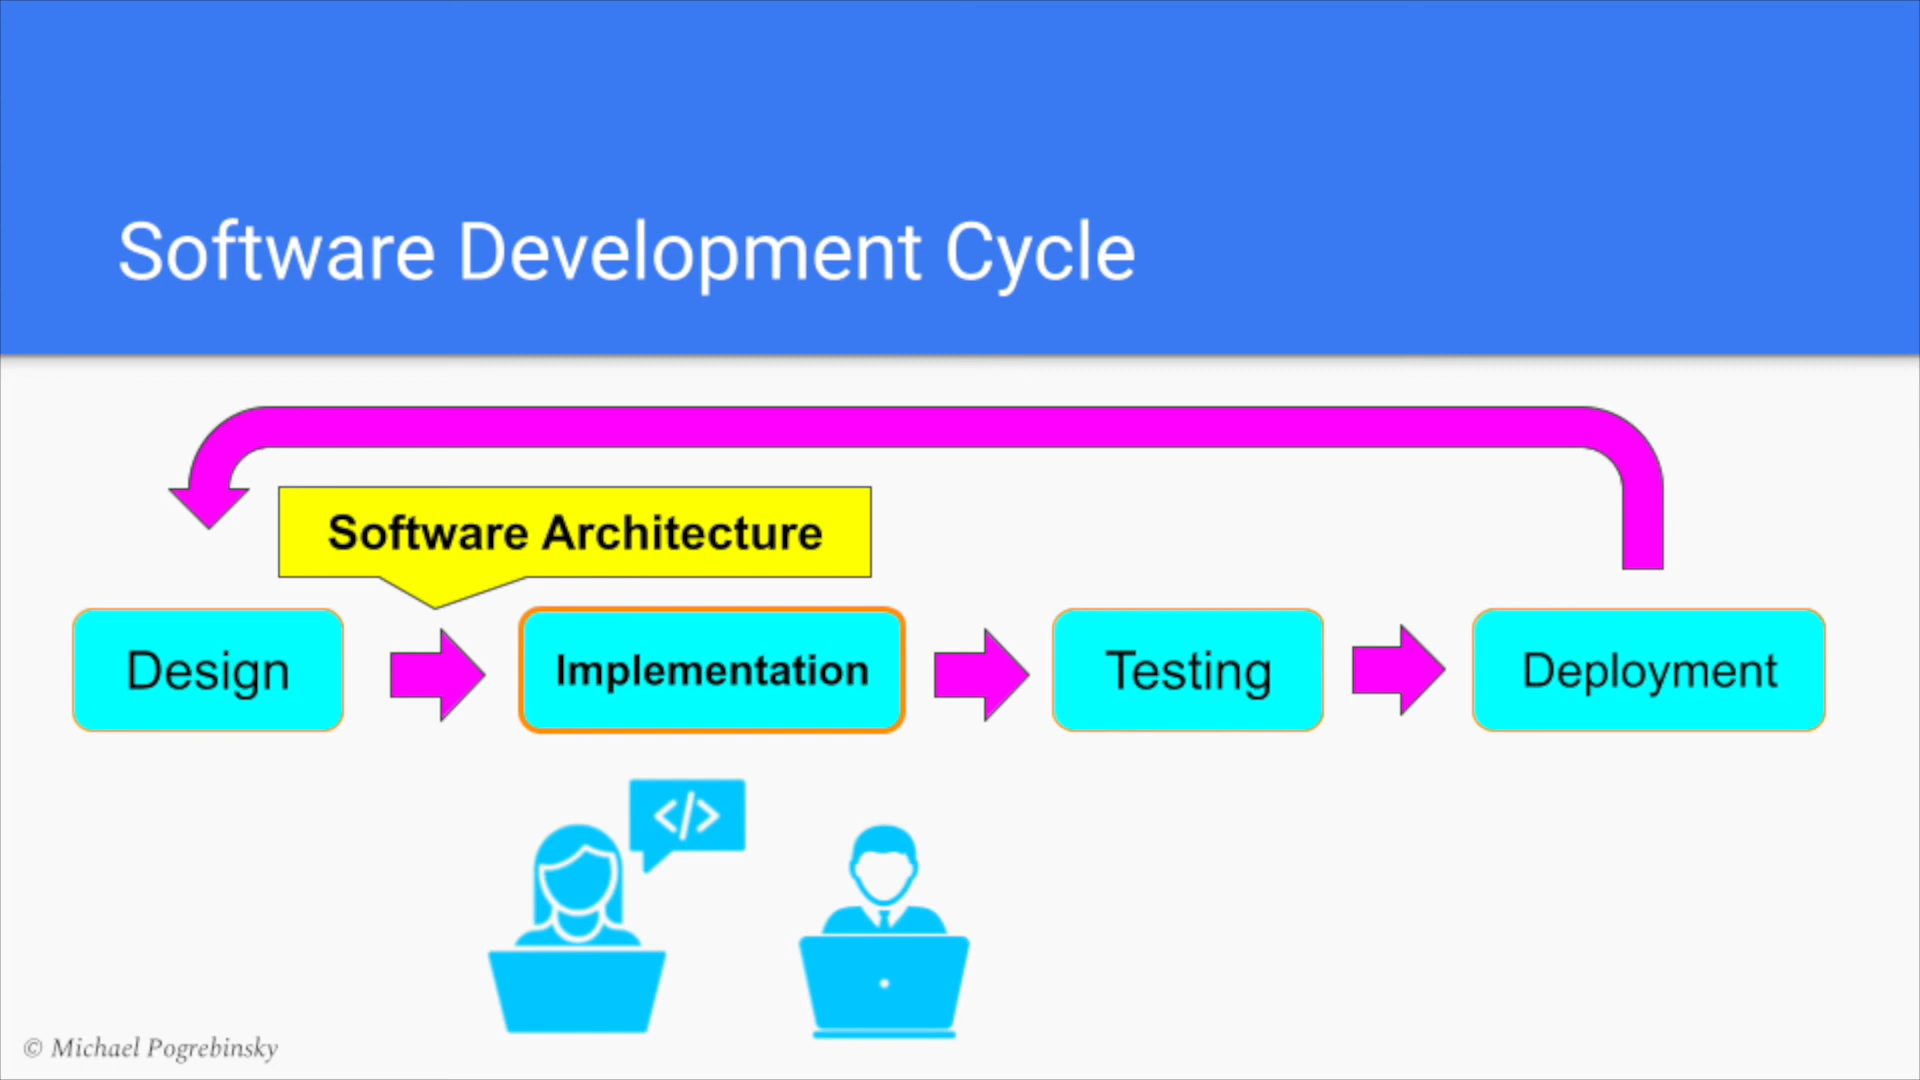 Software Development Cycle
Software Architecture
Design
Implementation
Testing
Deployment
</>
© Michael Pogrebinsky